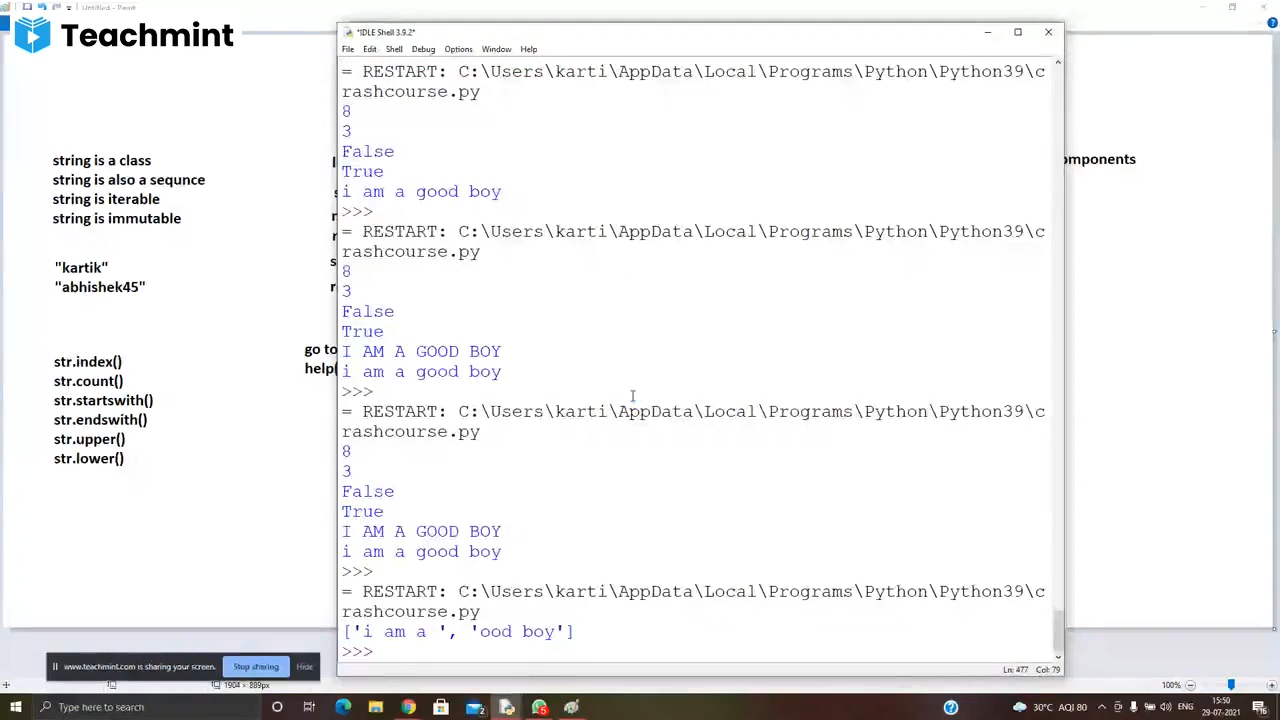 Untitled - Paint
Teachmint
*IDLE Shell 3.9.2*
File Edit Shell Debug Options Window Help
= RESTART: C:\Users\karti\AppData\Local\Programs\Python\Python39\c
rashcourse.py
8
3
False
True
i am a good boy
>>>
= RESTART: C:\Users\karti\AppData\Local\Programs\Python\Python39\c
rashcourse.py
8
3
False
True
I AM A GOOD BOY
i am a good boy
>>>
= RESTART: C:\Users\karti\AppData\Local\Programs\Python\Python39\c
rashcourse.py
8
3
False
True
I AM A GOOD BOY
i am a good boy
>>>
= RESTART: C:\Users\karti\AppData\Local\Programs\Python\Python39\c
rashcourse.py
['i am a ', 'ood boy']
>>>
Ln: 477 Col: 79
string is a class
string is also a sequnce
string is iterable
string is immutable
"kartik"
"abhishek45"
str.index()
str.count()
str.startswith()
str.endswith()
str.upper()
str.lower()
go to
help(
omponents
www.teachmint.com is sharing your screen. Stop sharing Hide
1904 × 889px
100%
Type here to search
30°C AQI 80
ENG
15:50
29-07-2021